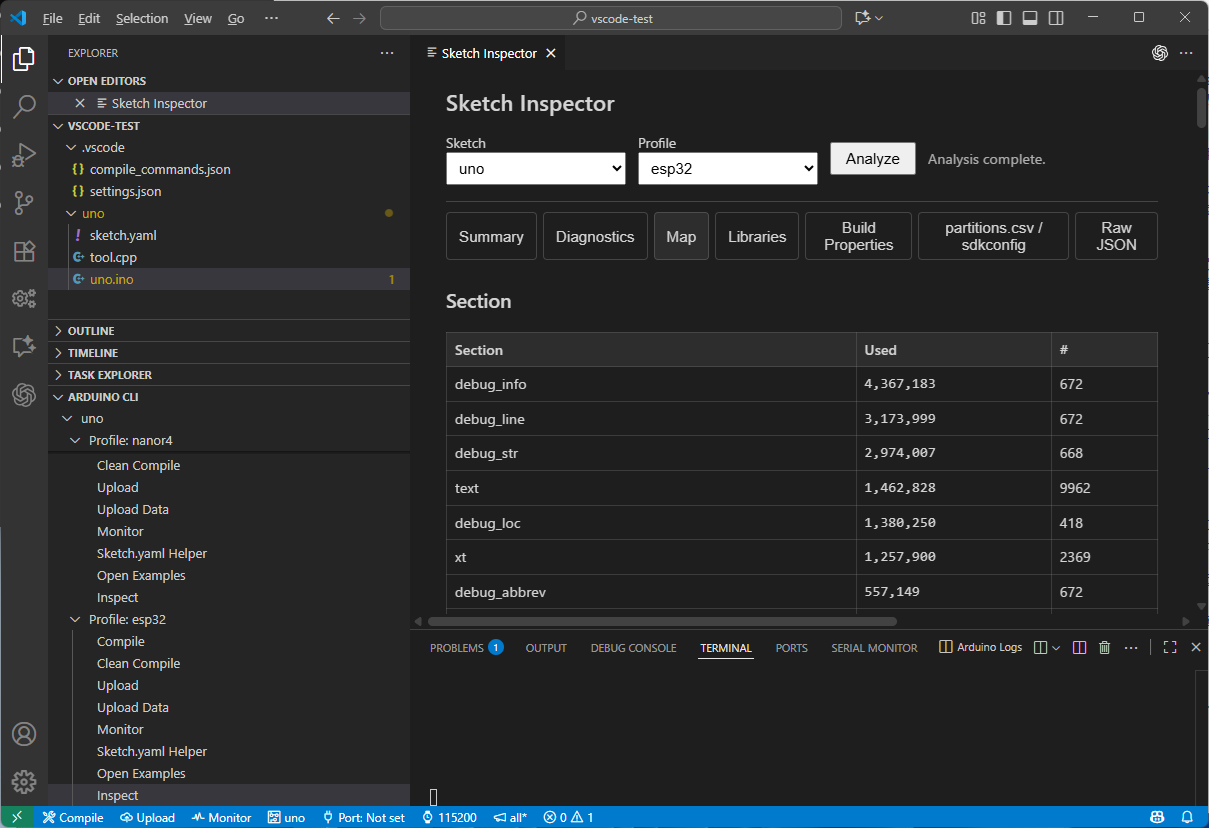 File Edit Selection View Go ··· vscode-test
EXPLORER ···
OPEN EDITORS
Sketch Inspector
VSCODE-TEST
.vscode
{} compile_commands.json
{} settings.json
uno
! sketch.yaml
tool.cpp
uno.ino 1
OUTLINE
TIMELINE
TASK EXPLORER
ARDUINO CLI
uno
Profile: nanor4
Clean Compile
Upload
Upload Data
Monitor
Sketch.yaml Helper
Open Examples
Inspect
Profile: esp32
Compile
Clean Compile
Upload
Upload Data
Monitor
Sketch.yaml Helper
Open Examples
Inspect
Sketch Inspector ···
Sketch Inspector
Sketch Profile
uno esp32 Analyze Analysis complete.
Summary Diagnostics Map Libraries Build Properties partitions.csv / sdkconfig Raw JSON
Section
Section Used #
debug_info 4,367,183 672
debug_line 3,173,999 672
debug_str 2,974,007 668
text 1,462,828 9962
debug_loc 1,380,250 418
xt 1,257,900 2369
debug_abbrev 557,149 672
PROBLEMS 1 OUTPUT DEBUG CONSOLE TERMINAL PORTS SERIAL MONITOR Arduino Logs ···
Compile Upload Monitor uno Port: Not set 115200 all* 0 1